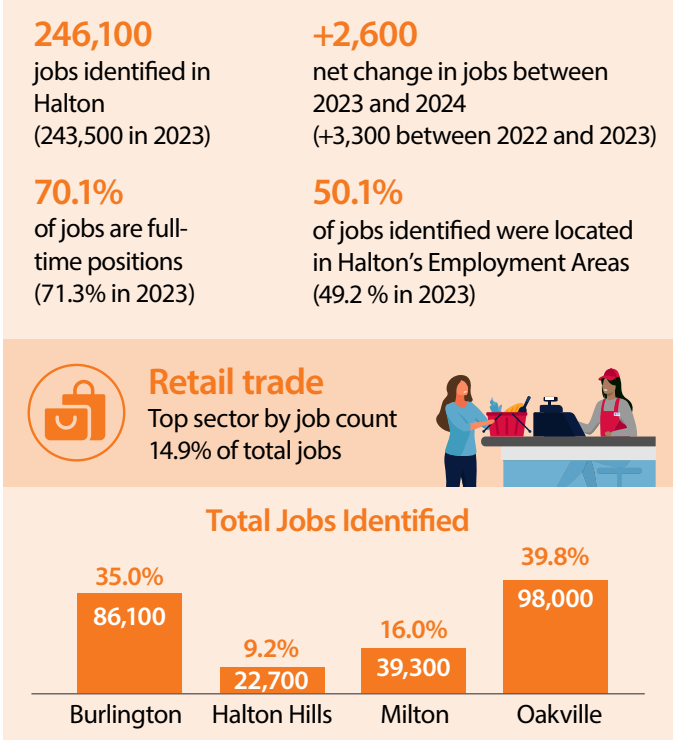 246,100
jobs identified in
Halton
(243,500 in 2023)
+2,600
net change in jobs between
2023 and 2024
(+3,300 between 2022 and 2023)
70.1%
of jobs are full-
time positions
(71.3% in 2023)
50.1%
of jobs identified were located
in Halton's Employment Areas
(49.2 % in 2023)
Retail trade
Top sector by job count
14.9% of total jobs
Total Jobs Identified
35.0%
86,100
Burlington
9.2%
22,700
Halton Hills
16.0%
39,300
Milton
39.8%
98,000
Oakville